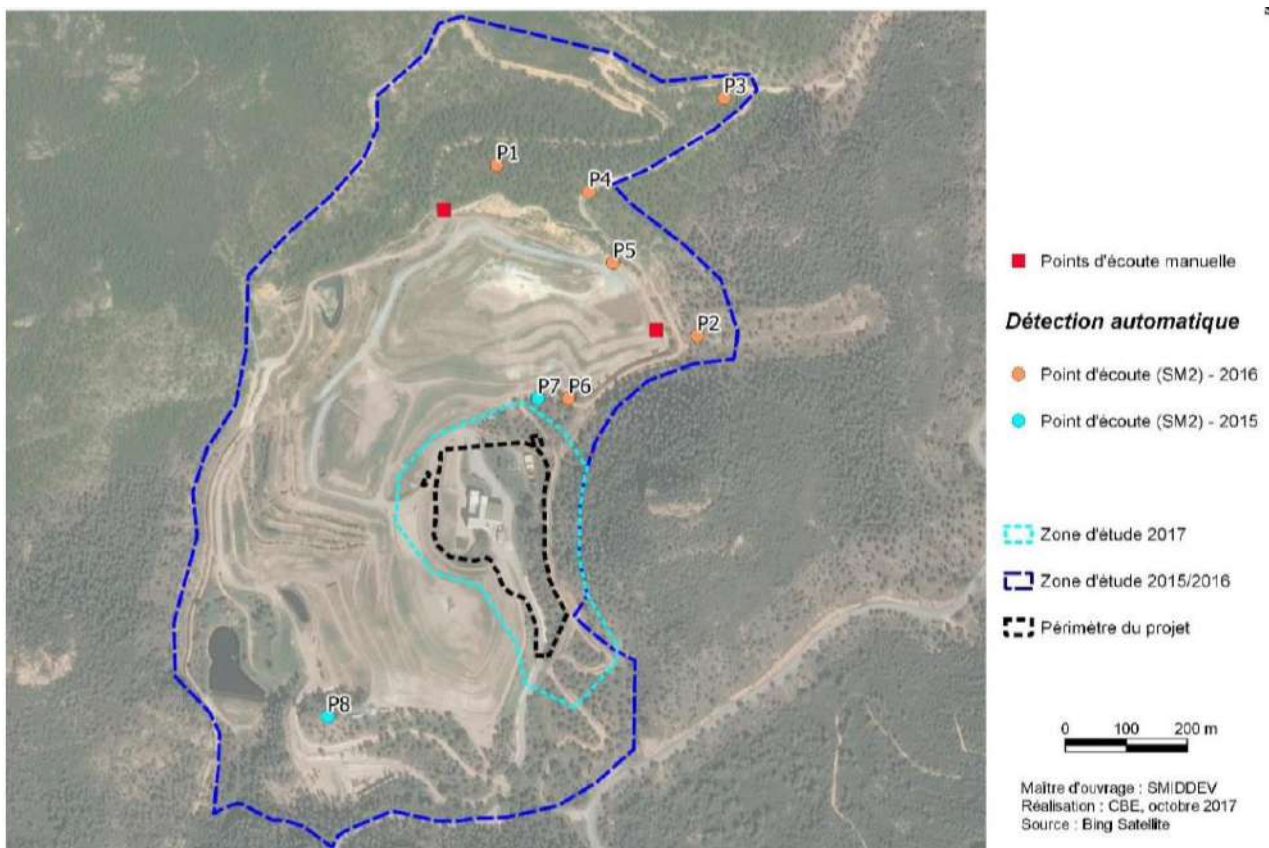 P3
P1
P4
P5
P2
P7
P6
P8
Points d'écoute manuelle
Détection automatique
Point d'écoute (SM2) - 2016
Point d'écoute (SM2) - 2015
Zone d'étude 2017
Zone d'étude 2015/2016
Périmètre du projet
0 100 200 m
Maître d'ouvrage : SMIDDEV
Réalisation : CBE, octobre 2017
Source : Bing Satellite